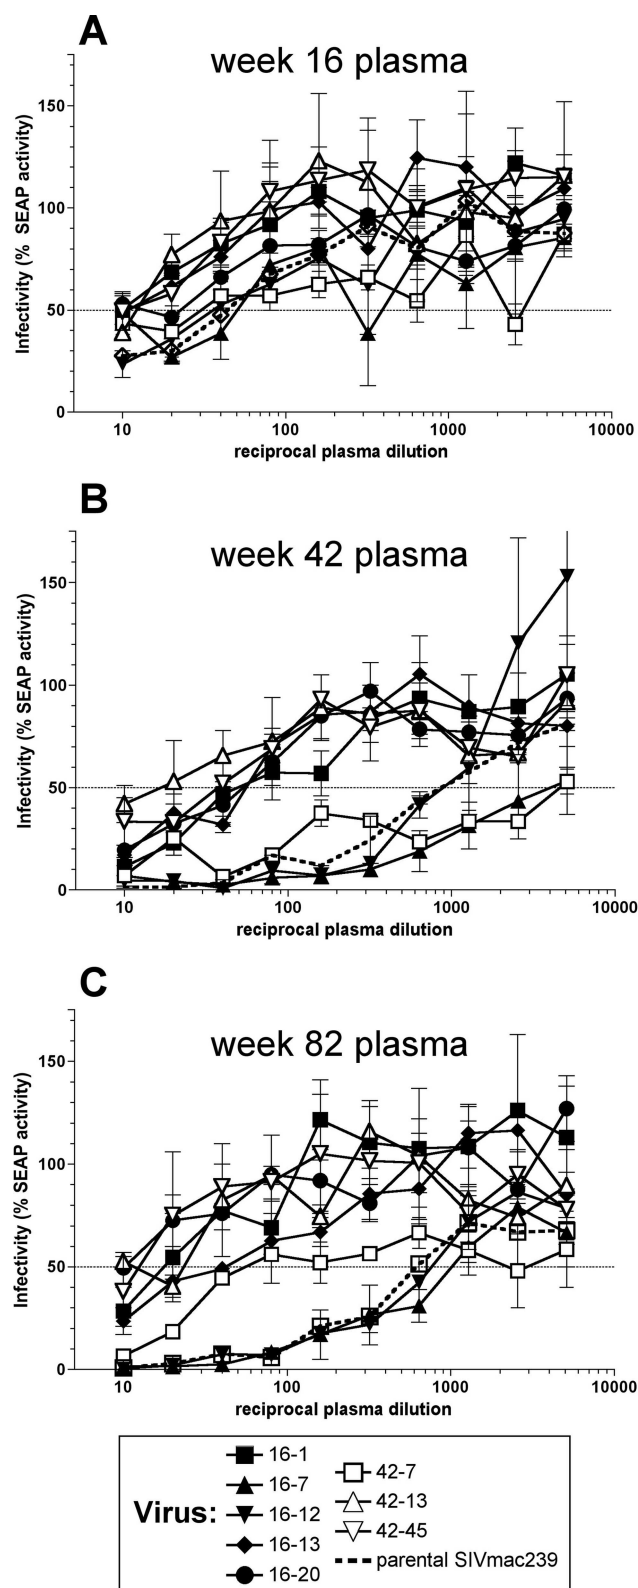 A
week 16 plasma
150
100
50
0
Infectivity (% SEAP activity)
10 100 1000 10000
reciprocal plasma dilution
B
week 42 plasma
150
100
50
0
Infectivity (% SEAP activity)
10 100 1000 10000
reciprocal plasma dilution
C
week 82 plasma
150
100
50
0
Infectivity (% SEAP activity)
10 100 1000 10000
reciprocal plasma dilution
Virus:
16-1
16-7
16-12
16-13
16-20
42-7
42-13
42-45
parental SIVmac239